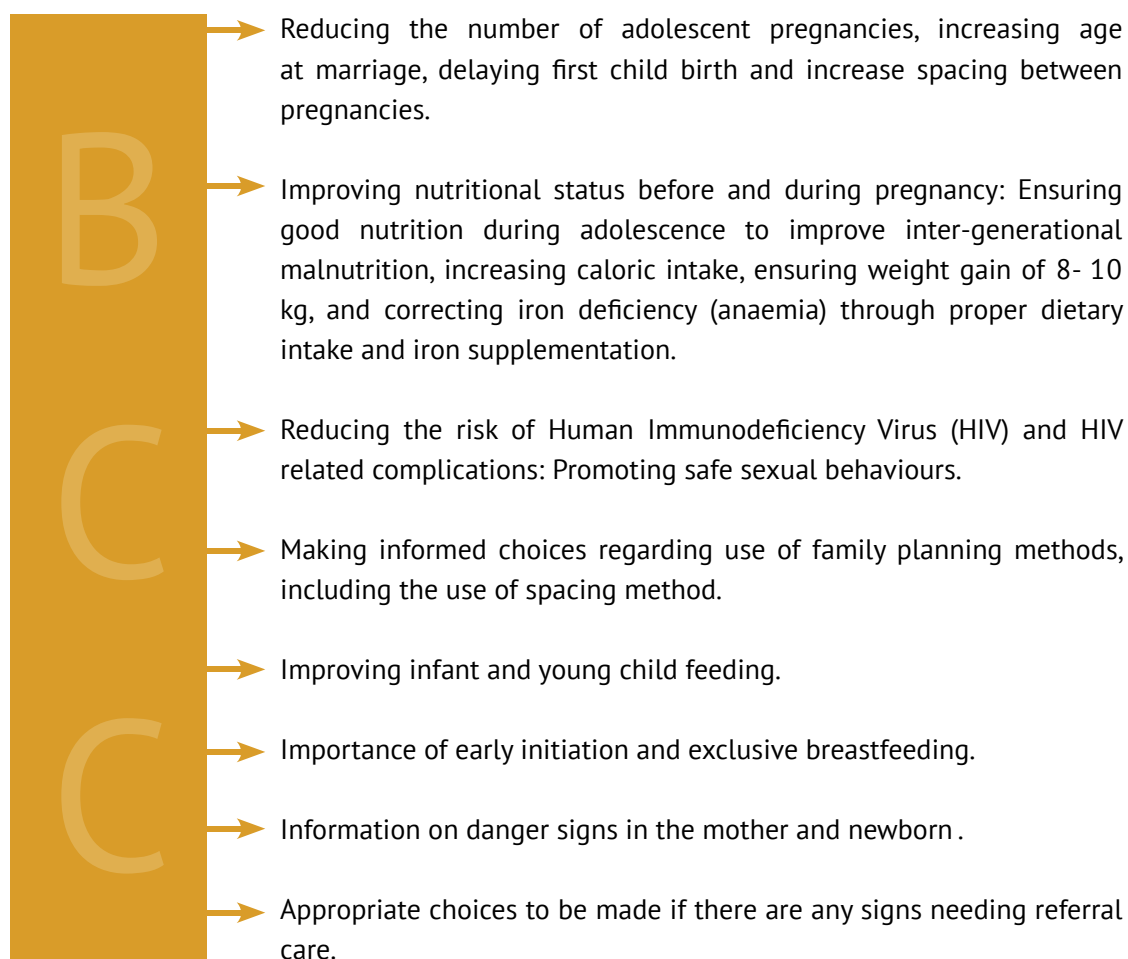 Reducing the number of adolescent pregnancies, increasing age
at marriage, delaying first child birth and increase spacing between
pregnancies.
B
Improving nutritional status before and during pregnancy: Ensuring
good nutrition during adolescence to improve inter-generational
malnutrition, increasing caloric intake, ensuring weight gain of 8- 10
kg, and correcting iron deficiency (anaemia) through proper dietary
intake and iron supplementation.
C
Reducing the risk of Human Immunodeficiency Virus (HIV) and HIV
related complications: Promoting safe sexual behaviours.
Making informed choices regarding use of family planning methods,
including the use of spacing method.
Improving infant and young child feeding.
C
Importance of early initiation and exclusive breastfeeding.
Information on danger signs in the mother and newborn .
Appropriate choices to be made if there are any signs needing referral
care.